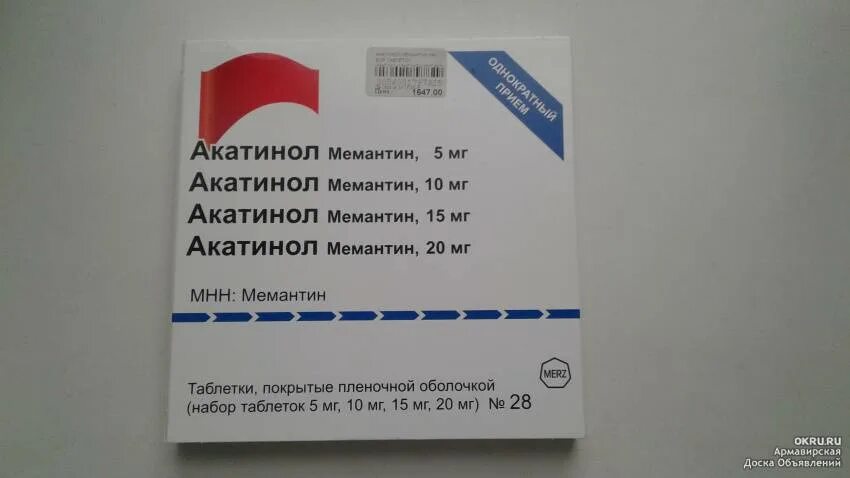 1647.00
ОДНОКРАТНЫЙ
ПРИЕМ
Акатинол Мемантин, 5 мг
Акатинол Мемантин, 10 мг
Акатинол Мемантин, 15 мг
Акатинол Мемантин, 20 мг
МНН: Мемантин
MERZ
Таблетки, покрытые пленочной оболочкой
(набор таблеток 5 мг, 10 мг, 15 мг, 20 мг) № 28
OKRU.RU
Армавирская
Доска Объявлений